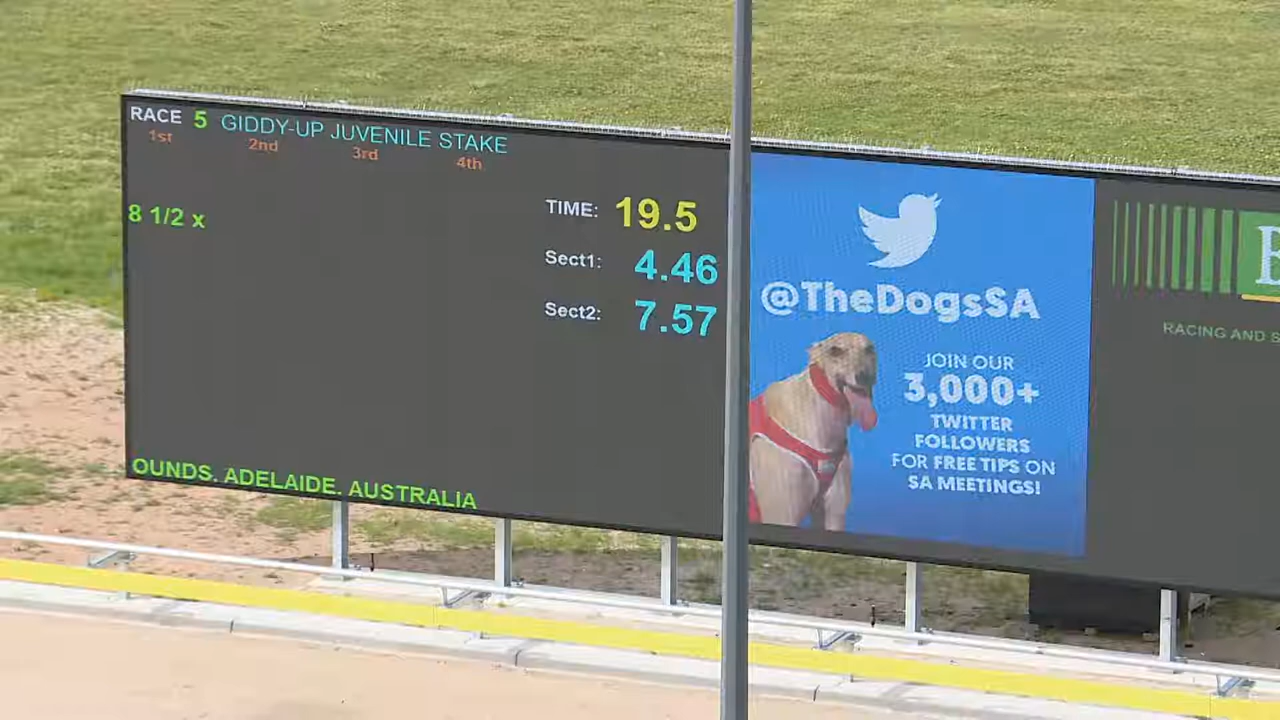 RACE 5 GIDDY-UP JUVENILE STAKE
1st 2nd 3rd 4th
8 1/2 x
TIME: 19.5
Sect1: 4.46
Sect2: 7.57
OUNDS, ADELAIDE, AUSTRALIA
@TheDogsSA
JOIN OUR
3,000+
TWITTER
FOLLOWERS
FOR FREE TIPS ON
SA MEETINGS!
RACING AND